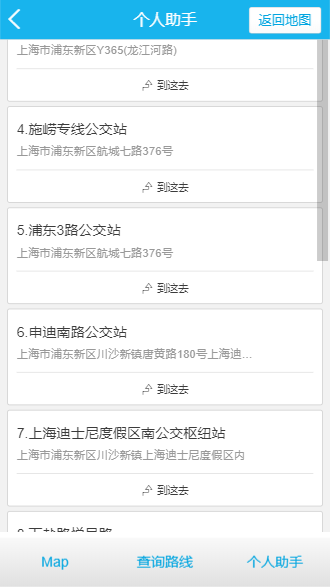 个人助手
返回地图
上海市浦东新区Y365(龙江河路)
到这去
4.施崂专线公交站
上海市浦东新区航城七路376号
到这去
5.浦东3路公交站
上海市浦东新区航城七路376号
到这去
6.申迪南路公交站
上海市浦东新区川沙新镇唐黄路180号上海迪…
到这去
7.上海迪士尼度假区南公交枢纽站
上海市浦东新区川沙新镇上海迪士尼度假区内
到这去
Map
查询路线
个人助手